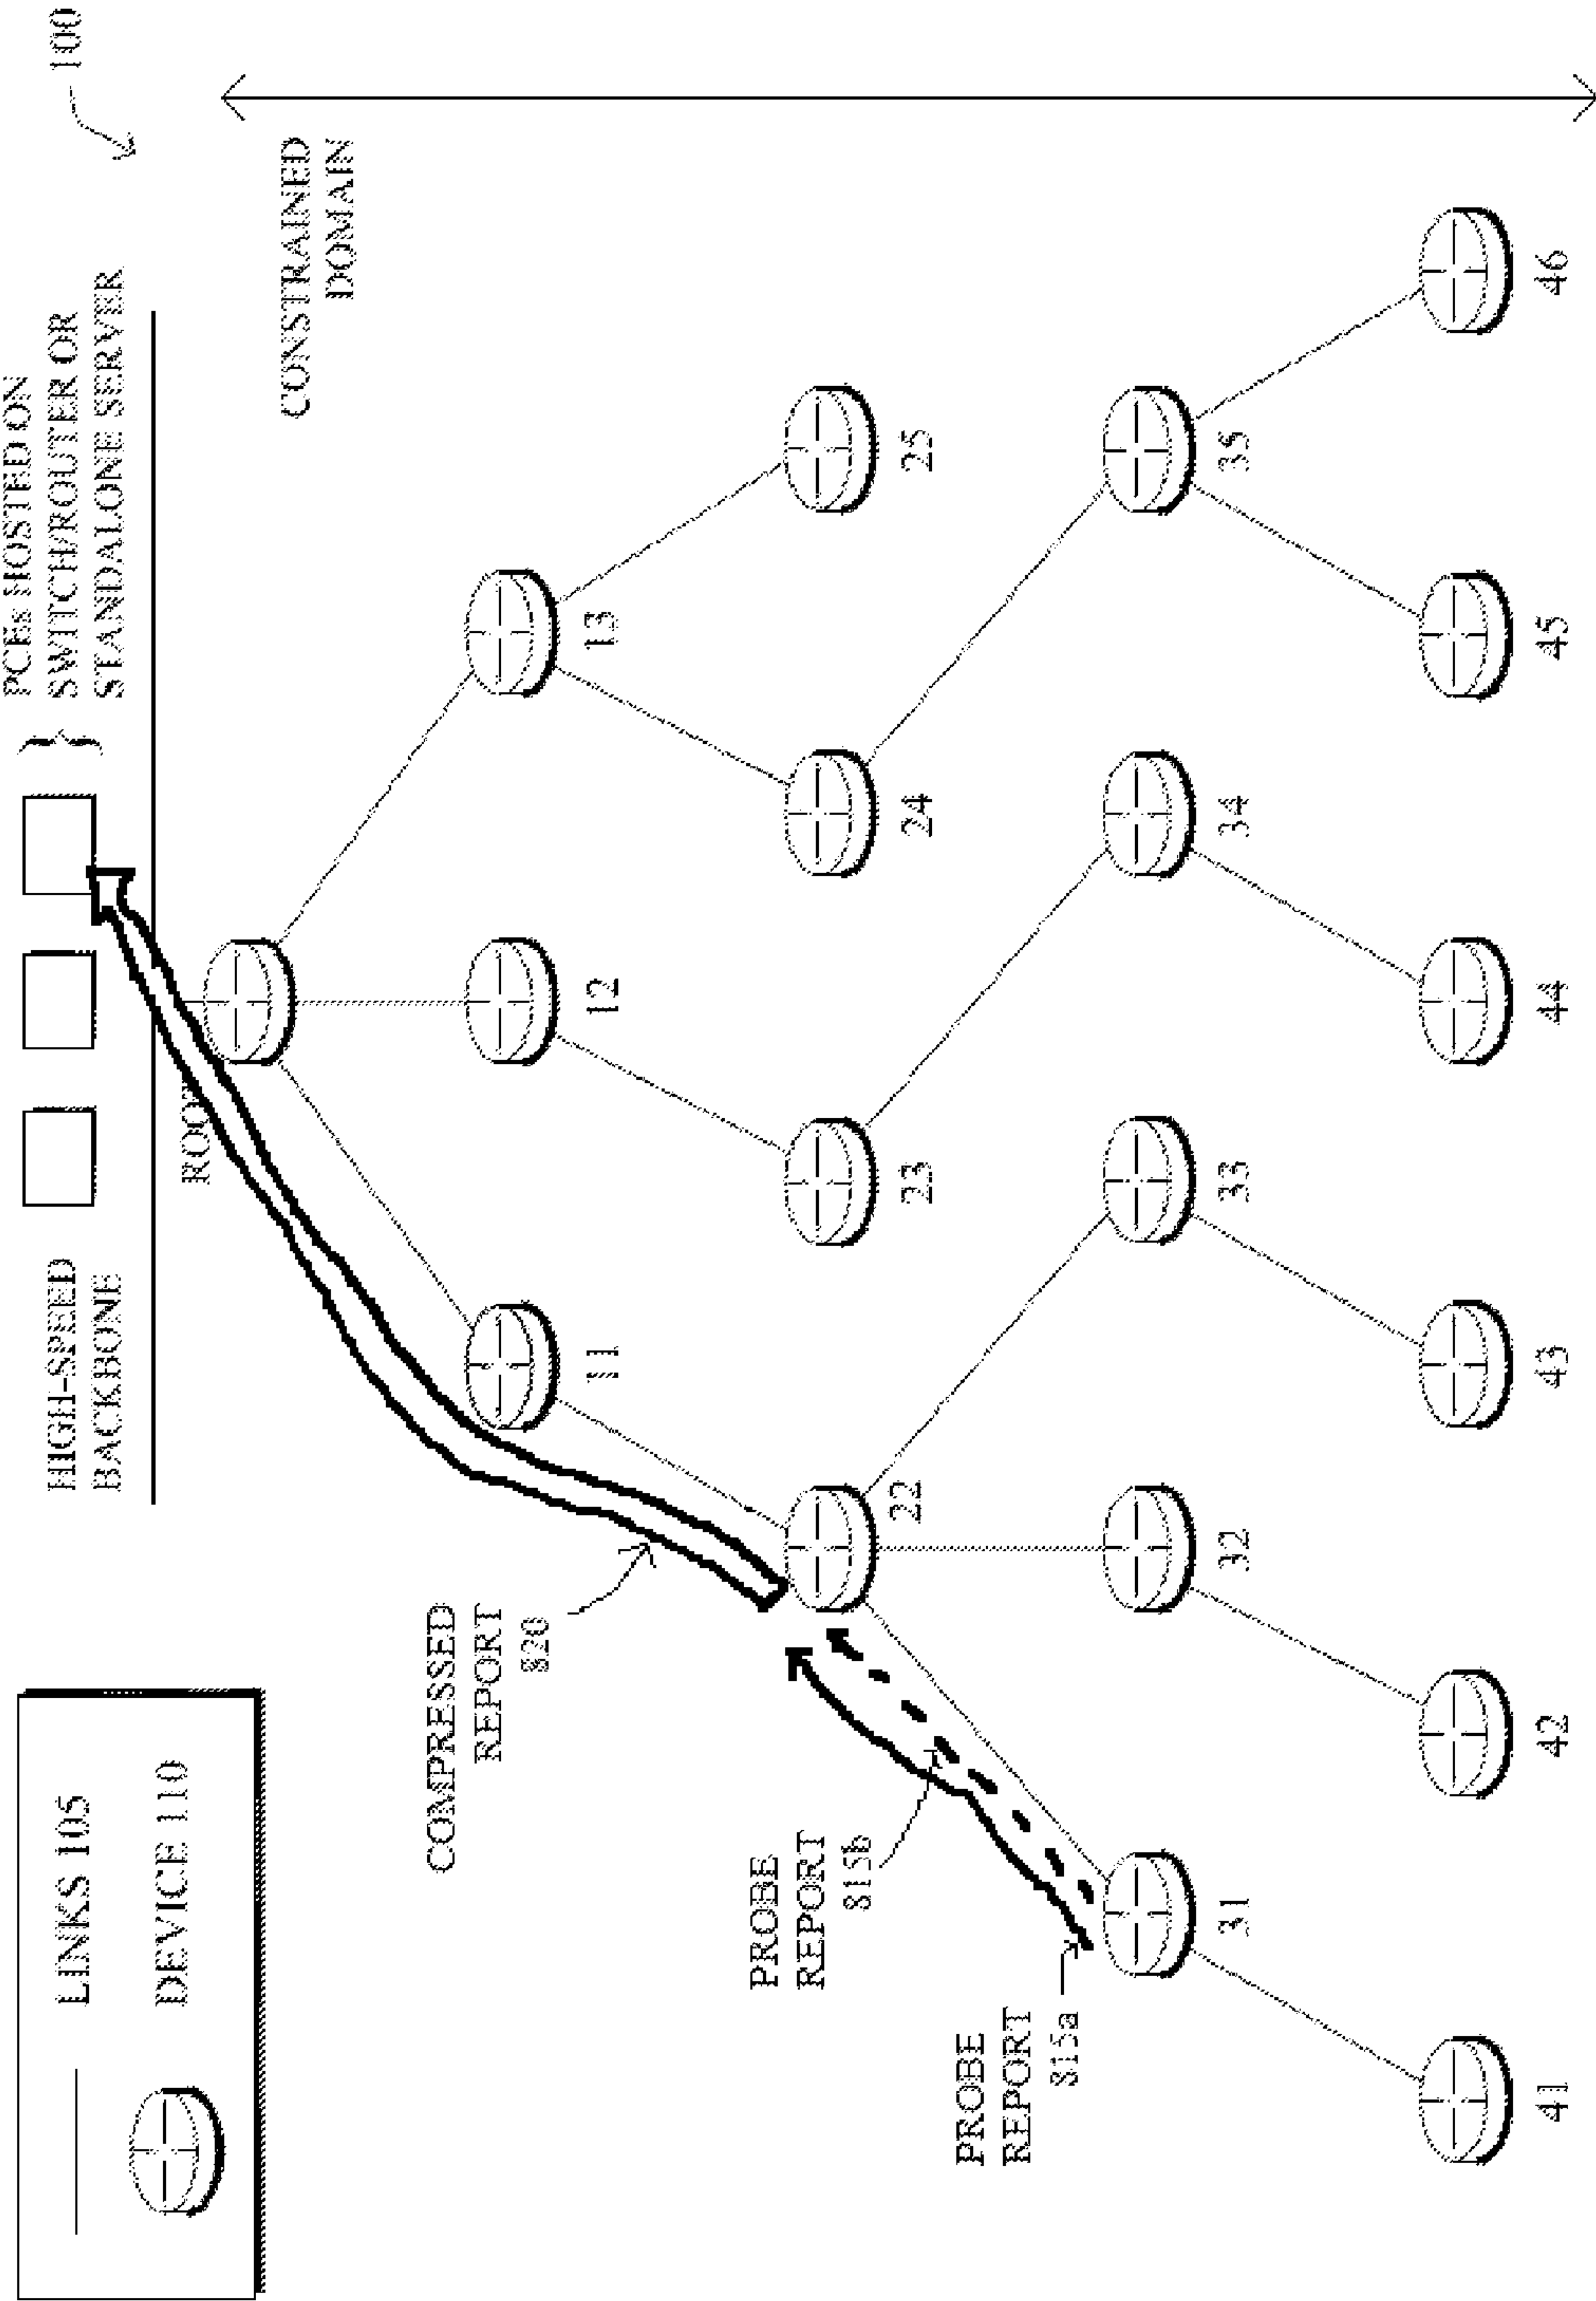 LINKS 105
DEVICE 110
HIGH-SPEED
BACKBONE
PCEs HOSTED ON
SWITCH/ROUTER OR
STANDALONE SERVER
100
ROOT
CONSTRAINED
DOMAIN
COMPRESSED
REPORT
820
11
12
13
PROBE
REPORT
815b
22
23
24
25
PROBE
REPORT
815a
31
32
33
34
35
41
42
43
44
45
46